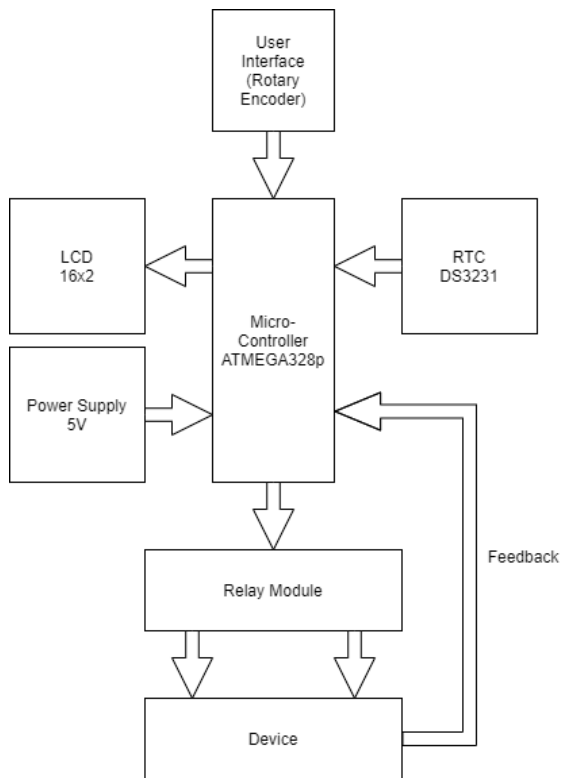 User
Interface
(Rotary
Encoder)
LCD
16x2
RTC
DS3231
Micro-
Controller
ATMEGA328p
Power Supply
5V
Feedback
Relay Module
Device